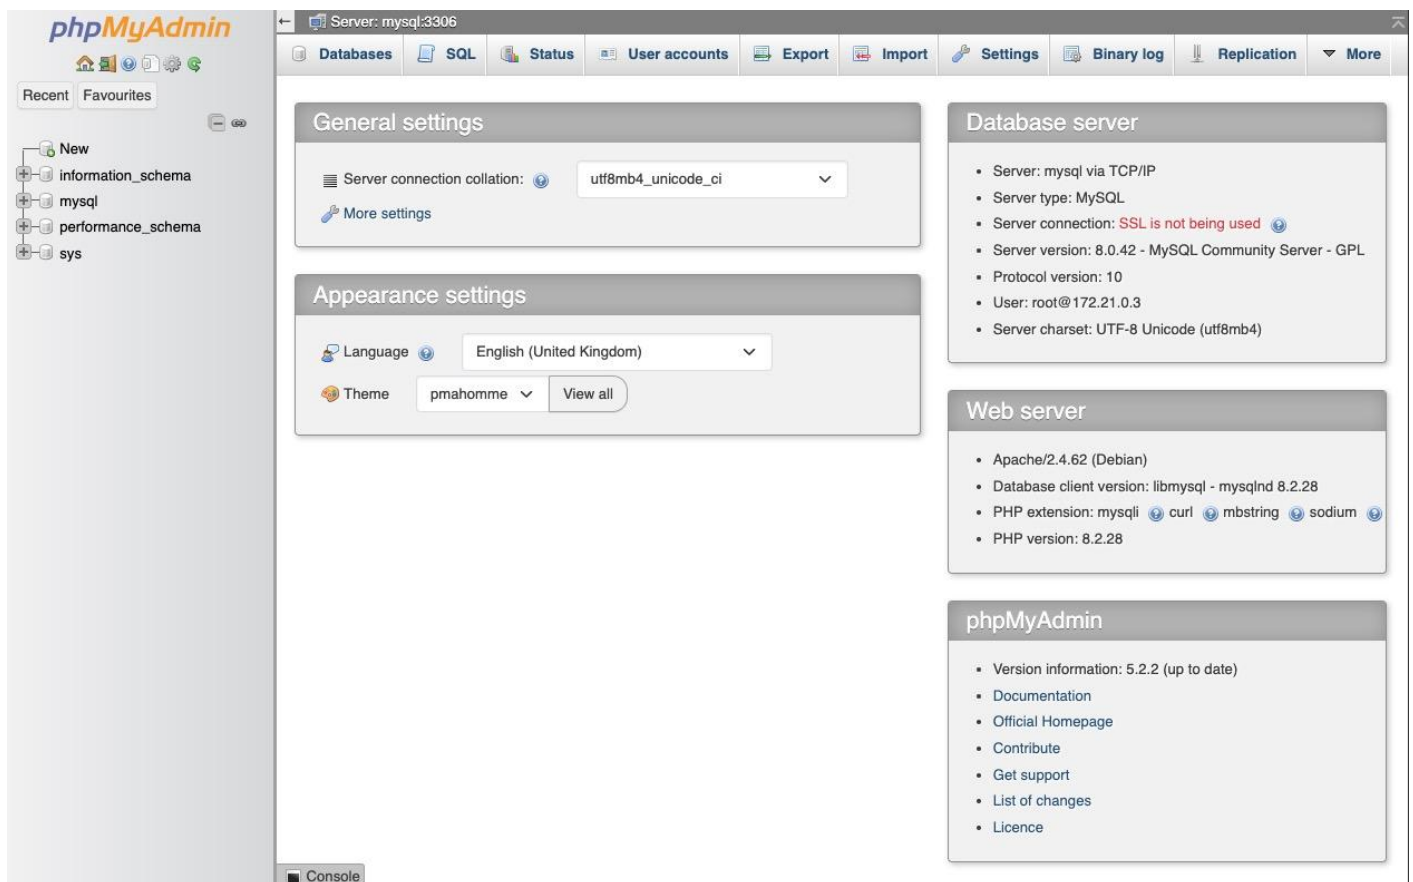 phpMyAdmin
Recent Favourites
New
information_schema
mysql
performance_schema
sys
Server: mysql:3306
Databases SQL Status User accounts Export Import Settings Binary log Replication More
General settings
Server connection collation: utf8mb4_unicode_ci
More settings
Appearance settings
Language English (United Kingdom)
Theme pmahomme View all
Database server
Server: mysql via TCP/IP
Server type: MySQL
Server connection: SSL is not being used
Server version: 8.0.42 - MySQL Community Server - GPL
Protocol version: 10
User: root@172.21.0.3
Server charset: UTF-8 Unicode (utf8mb4)
Web server
Apache/2.4.62 (Debian)
Database client version: libmysql - mysqlnd 8.2.28
PHP extension: mysqli curl mbstring sodium
PHP version: 8.2.28
phpMyAdmin
Version information: 5.2.2 (up to date)
Documentation
Official Homepage
Contribute
Get support
List of changes
Licence
Console